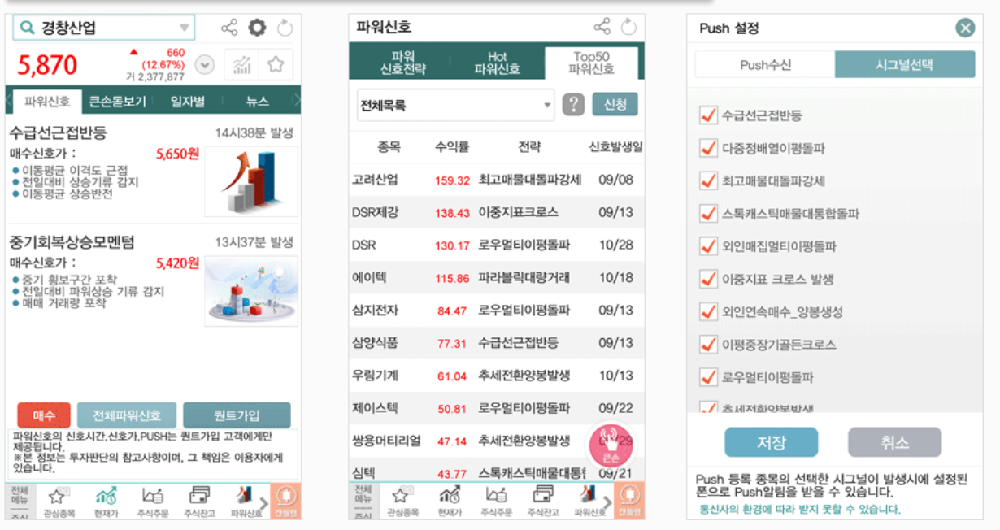 경창산업
5,870
660
(12.67%)
거 2,377,877
파워신호 큰손돋보기 일자별 뉴스
수급선근접반등 14시38분 발생
매수신호가 : 5,650원
이동평균 이격도 근접
전일대비 상승기류 감지
이동평균 상승반전
중기회복상승모멘텀 13시37분 발생
매수신호가 : 5,420원
중기 횡보구간 포착
전일대비 파워상승 기류 감지
매매 거래량 포착
매수 전체파워신호 퀀트가입
파워신호의 신호시간,신호가,PUSH는 퀀트가입 고객에게만
제공됩니다.
※본 정보는 투자판단의 참고사항이며, 그 책임은 이용자에게
있습니다.
전체
메뉴
관심종목 현재가 주식주문 주식잔고 파워신호
파워신호
파워
신호전략
Hot
파워신호
Top50
파워신호
전체목록 ? 신청
종목 수익률 전략 신호발생일
고려산업 159.32 최고매물대돌파강세 09/08
DSR제강 138.43 이중지표크로스 09/13
DSR 130.17 로우멀티이평돌파 10/28
에이텍 115.86 파라볼릭대량거래 10/18
삼지전자 84.47 로우멀티이평돌파 09/13
삼양식품 77.31 수급선근접반등 09/13
우림기계 61.04 추세전환양봉발생 10/13
제이스텍 50.81 로우멀티이평돌파 09/22
쌍용머티리얼 47.14 추세전환양봉발생
큰손
심텍 43.77 스톡캐스틱매물대통 09/21
전체
메뉴
관심종목 현재가 주식주문 주식잔고 파워신호
Push 설정
Push수신 시그널선택
수급선근접반등
다중정배열이평돌파
최고매물대돌파강세
스톡캐스틱매물대통합돌파
외인매집멀티이평돌파
이중지표 크로스 발생
외인연속매수_양봉생성
이평중장기골든크로스
로우멀티이평돌파
추세전환양봉발생
저장 취소
Push 등록 종목의 선택한 시그널이 발생시에 설정된
폰으로 Push알림을 받을 수 있습니다.
통신사의 환경에 따라 받지 못할 수 있습니다.